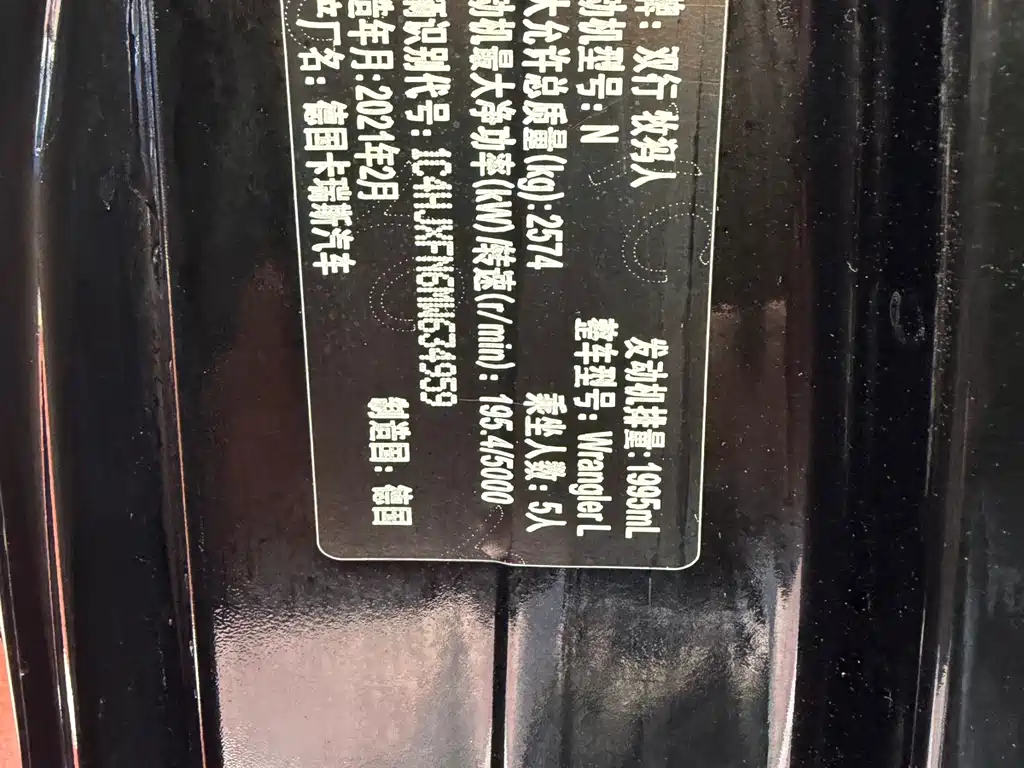 牌: 双行 牧料人 发动机排量:1995mL
动机型号: N 整车型号: WranglerL
大允许总质量(kg): 2574 乘坐人数: 5人
动机最大净功率(kW)/转速(r/min): 195.4/5000
辆识别代号: 1C4HJXFN6MW634959
造年月:2021年2月 制造国: 德国
厂名: 德国卡瑞斯汽车